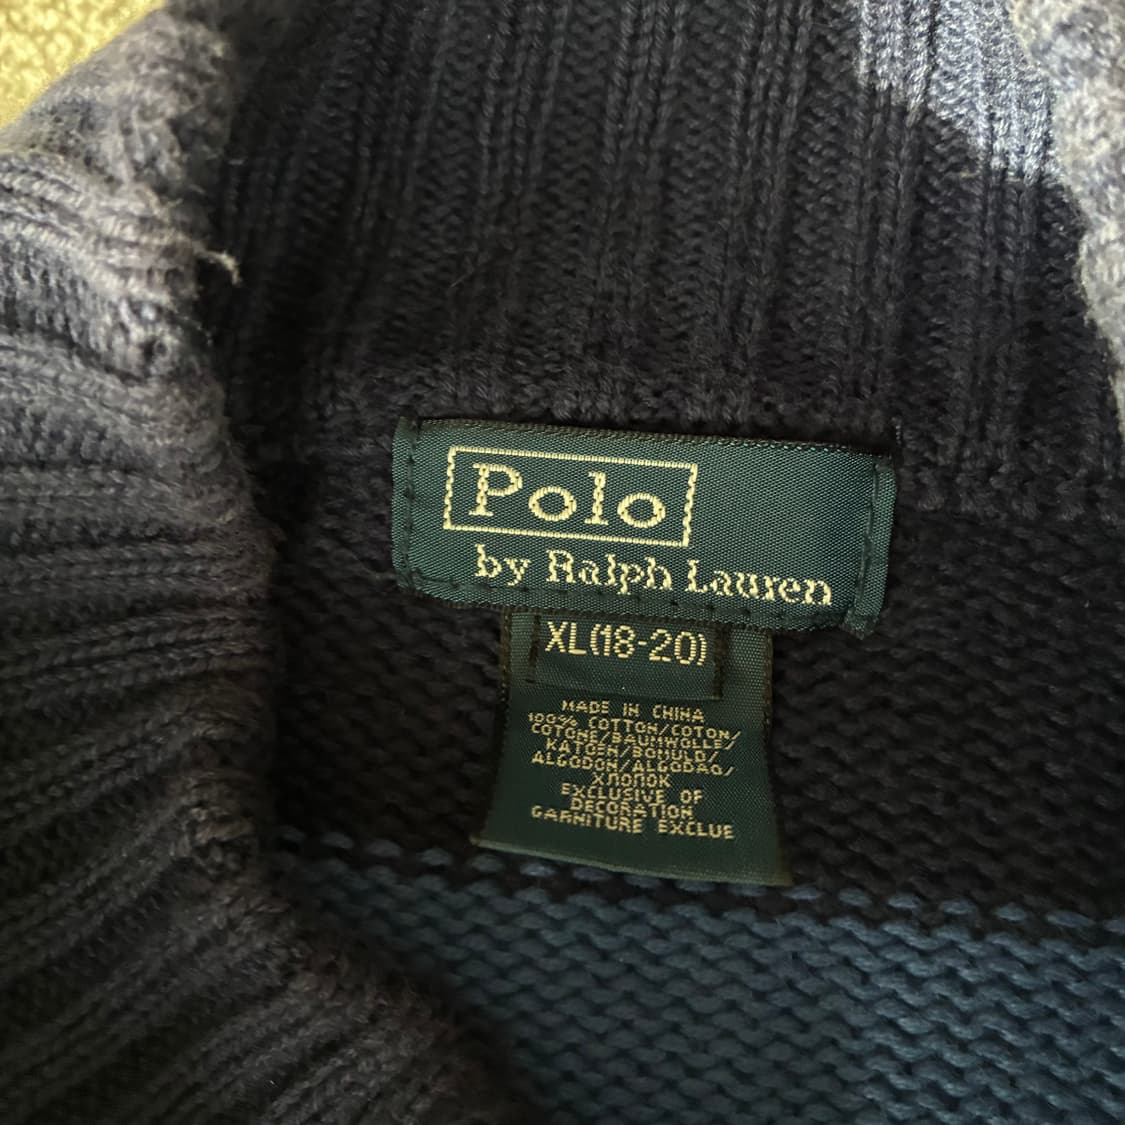 Polo
by Ralph Lauren
XL(18-20)
MADE IN CHINA
100% COTTON/COTON/
COTONE/BAUMWOLLE/
KATOEN/BOMULD/
ALGODON/ALGODAO/
ХЛОПОК
EXCLUSIVE OF
DECORATION
GARNITURE EXCLUE